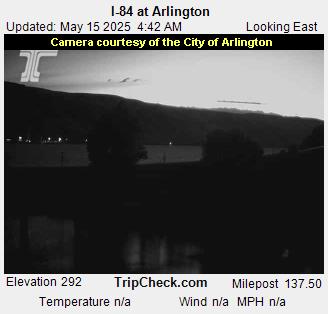 I-84 at Arlington
Updated: May 15 2025 4:42 AM Looking East
Camera courtesy of the City of Arlington
Elevation 292 TripCheck.com Milepost 137.50
Temperature n/a Wind n/a MPH n/a